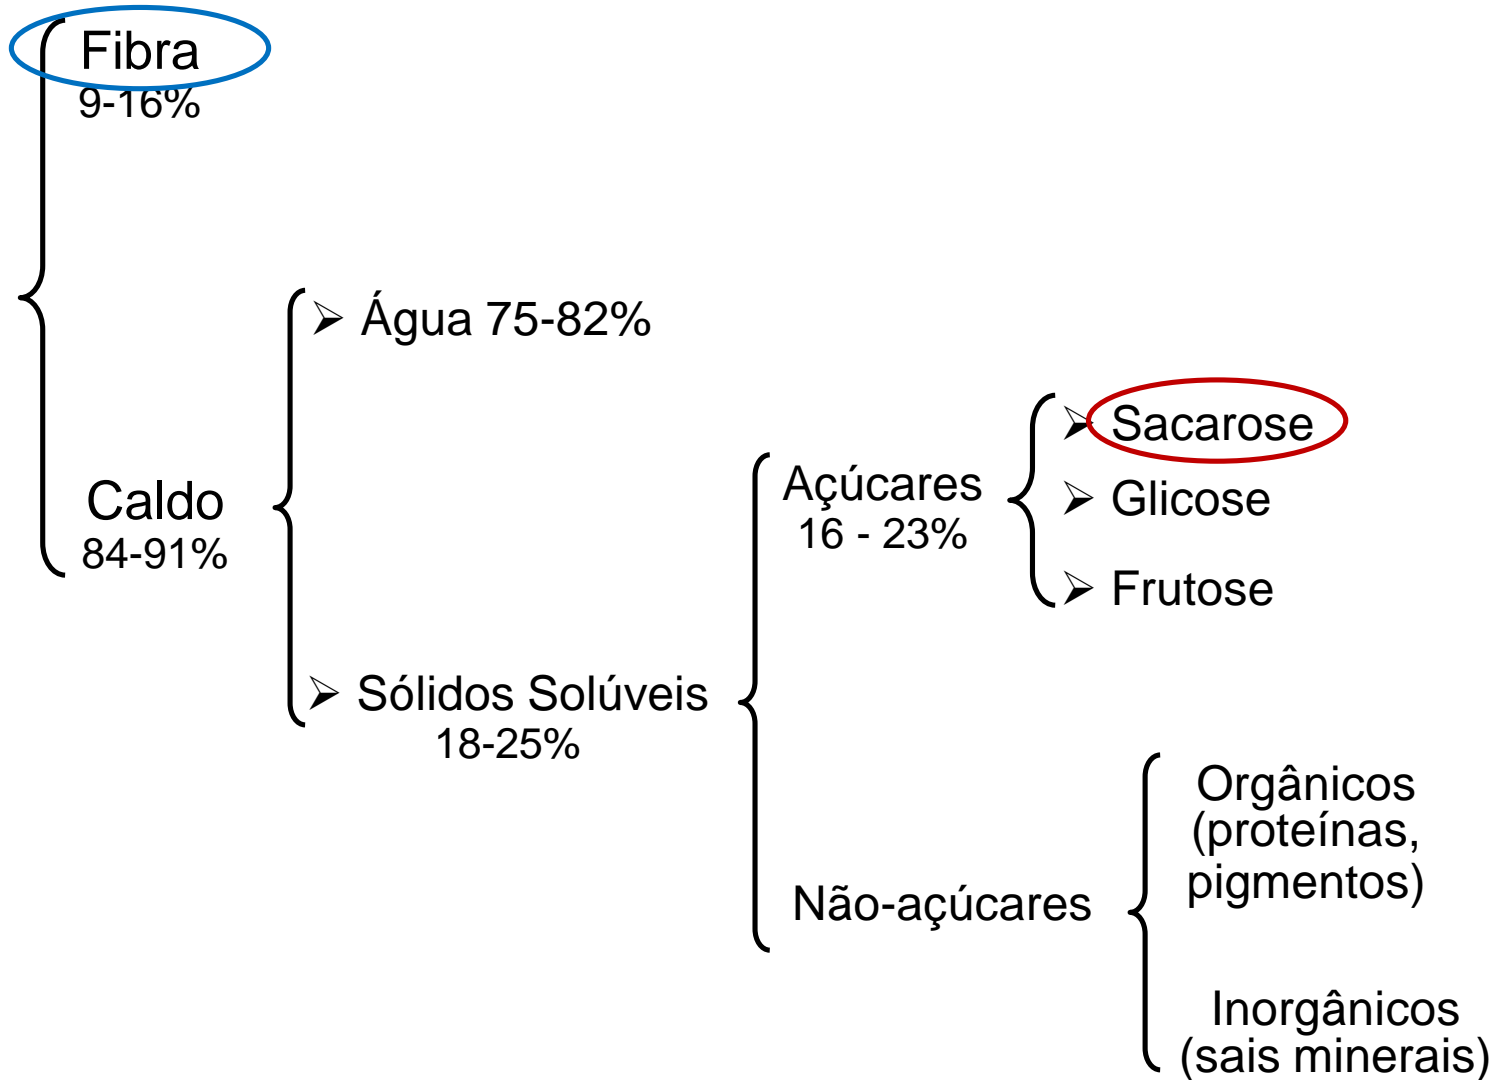 Fibra
9-16%
Água 75-82%
Caldo
84-91%
Sólidos Solúveis
18-25%
Açúcares
16 - 23%
Sacarose
Glicose
Frutose
Não-açúcares
Orgânicos
(proteínas,
pigmentos)
Inorgânicos
(sais minerais)